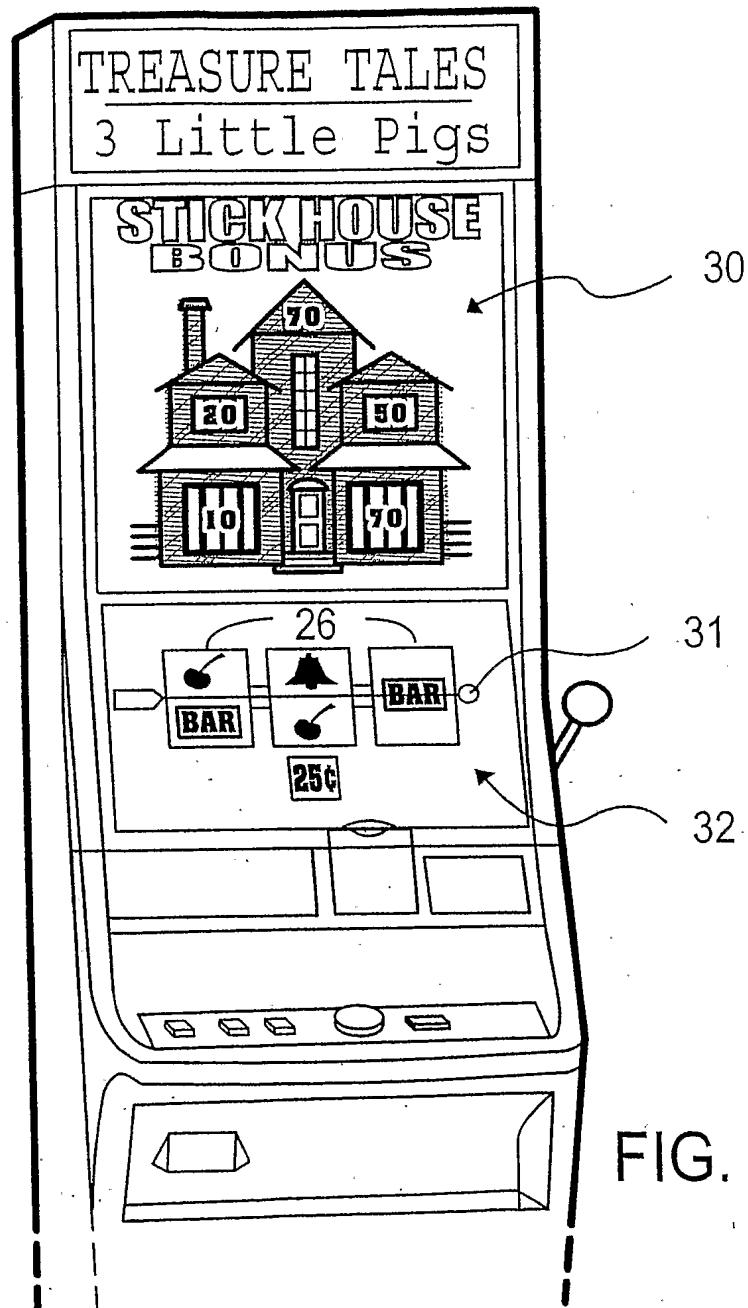 TREASURE TALES
3 Little Pigs
STICK HOUSE
BONUS
30
70
20 50
10 70
26
31
BAR
BAR
25¢
32
FIG.